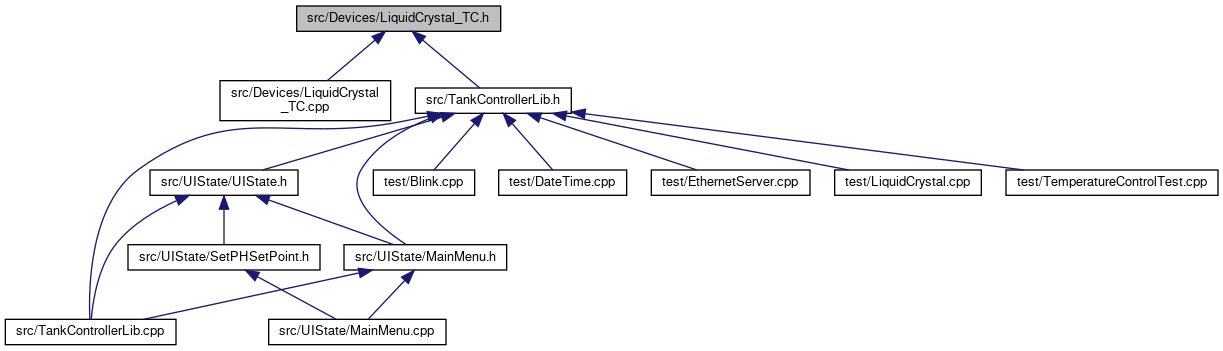 src/Devices/LiquidCrystal_TC.h
src/Devices/LiquidCrystal
_TC.cpp
src/TankControllerLib.h
src/UIState/UIState.h
test/Blink.cpp
test/DateTime.cpp
test/EthernetServer.cpp
test/LiquidCrystal.cpp
test/TemperatureControlTest.cpp
src/UIState/SetPHSetPoint.h
src/UIState/MainMenu.h
src/TankControllerLib.cpp
src/UIState/MainMenu.cpp